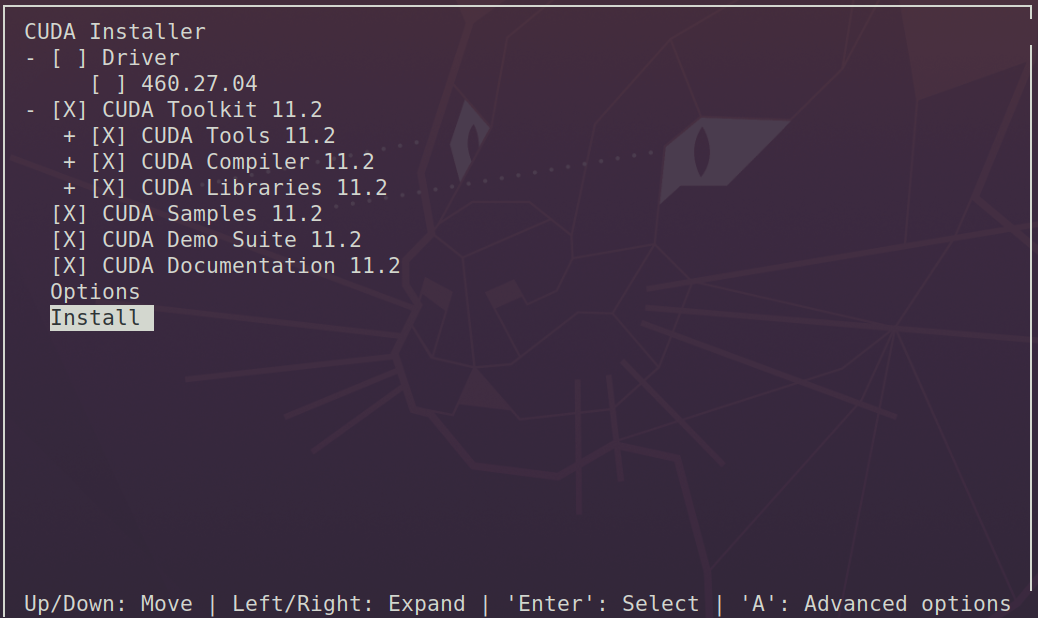 CUDA Installer
- [ ] Driver
[ ] 460.27.04
- [X] CUDA Toolkit 11.2
+ [X] CUDA Tools 11.2
+ [X] CUDA Compiler 11.2
+ [X] CUDA Libraries 11.2
[X] CUDA Samples 11.2
[X] CUDA Demo Suite 11.2
[X] CUDA Documentation 11.2
Options
Install
Up/Down: Move | Left/Right: Expand | 'Enter': Select | 'A': Advanced options